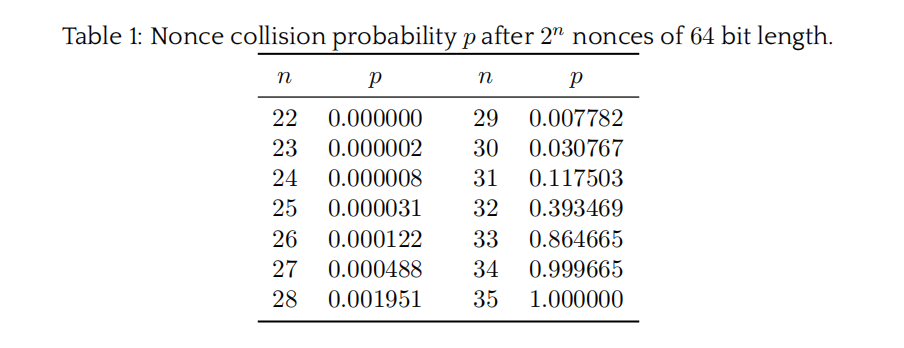 Table 1: Nonce collision probability p after 2ⁿ nonces of 64 bit length.
n p n p
22 0.000000 29 0.007782
23 0.000002 30 0.030767
24 0.000008 31 0.117503
25 0.000031 32 0.393469
26 0.000122 33 0.864665
27 0.000488 34 0.999665
28 0.001951 35 1.000000